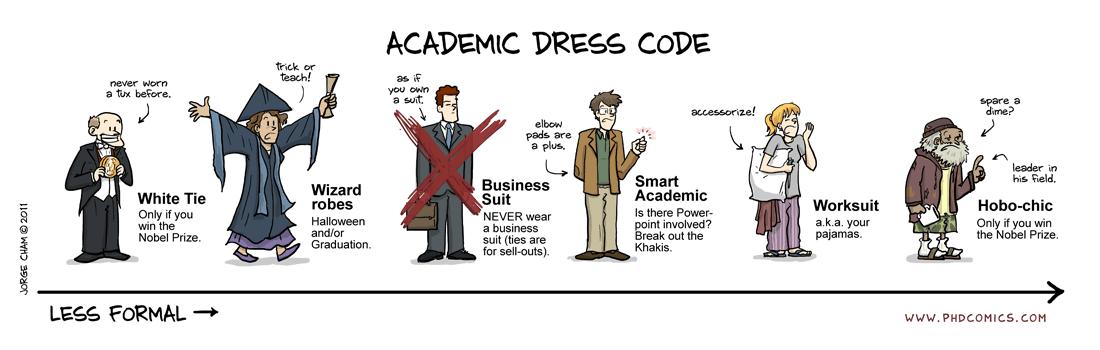 ACADEMIC DRESS CODE
never worn
a tux before.
White Tie
Only if you
win the
Nobel Prize.
trick or
teach!
Wizard
robes
Halloween
and/or
Graduation.
as if
you own
a suit.
Business
Suit
NEVER wear
a business
suit (ties are
for sell-outs).
elbow
pads are
a plus.
Smart
Academic
Is there Power-
point involved?
Break out the
Khakis.
accessorize!
Worksuit
a.k.a. your
pajamas.
spare a
dime?
leader in
his field.
Hobo-chic
Only if you win
the Nobel Prize.
JORGE CHAM © 2011
LESS FORMAL →
WWW.PHDCOMICS.COM